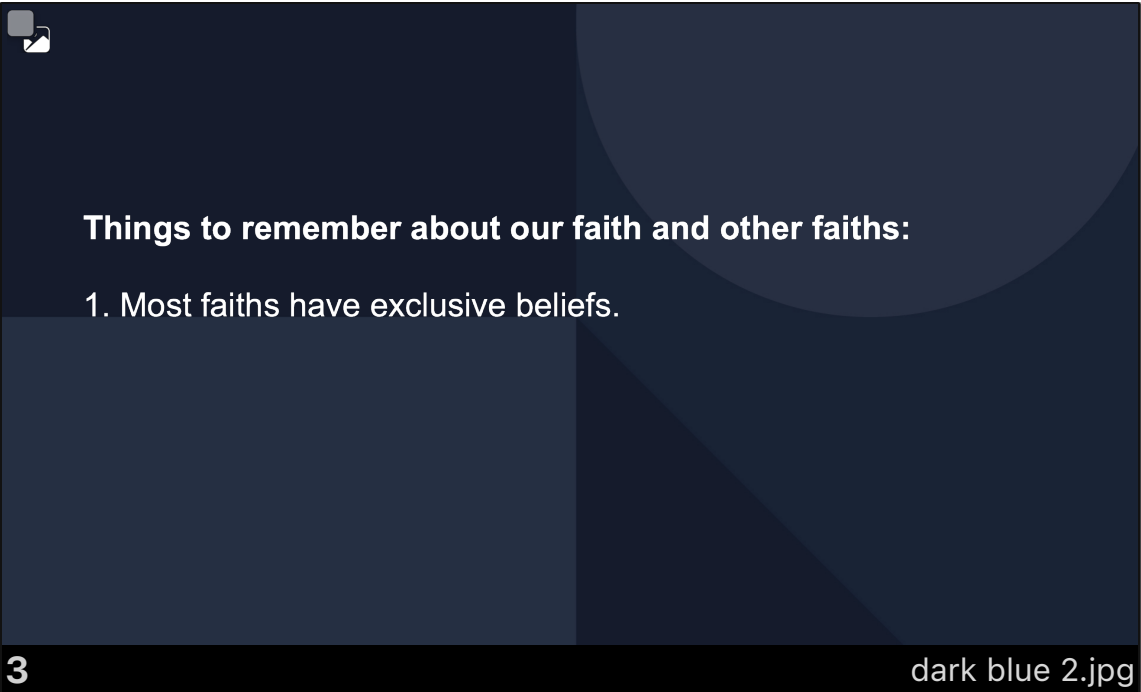 Things to remember about our faith and other faiths:
1. Most faiths have exclusive beliefs.
3
dark blue 2.jpg